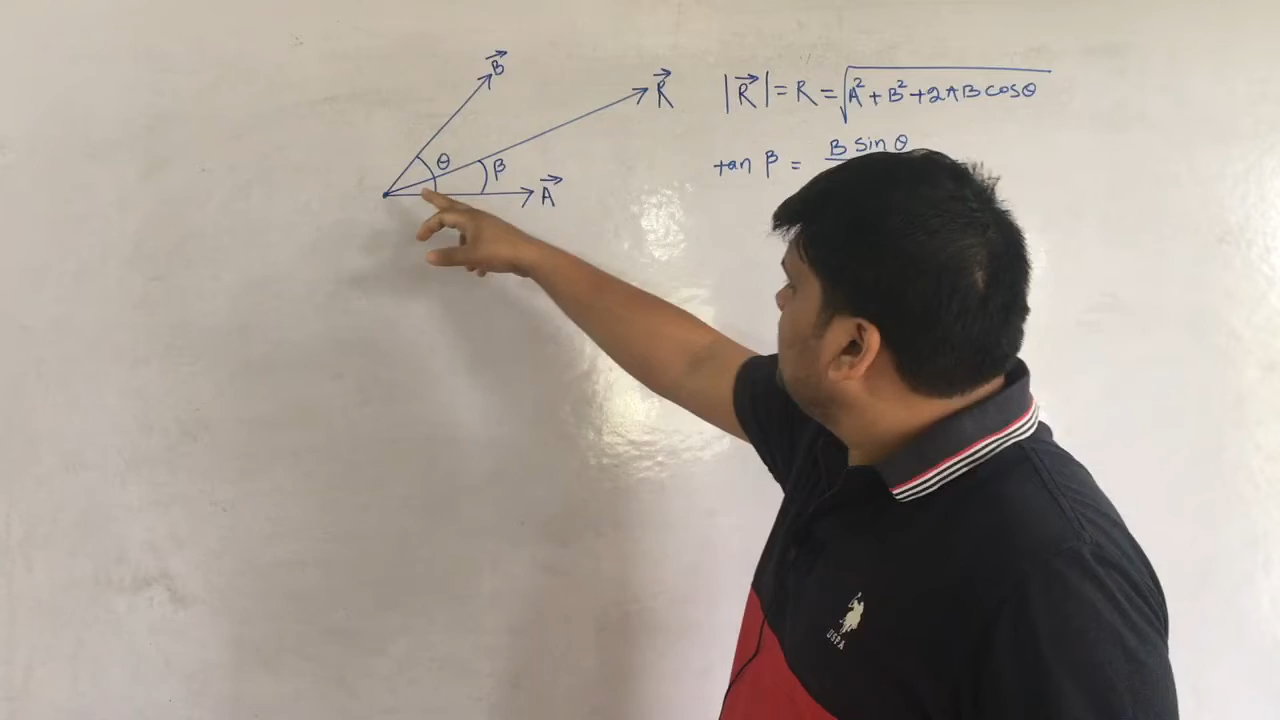 B⃗
R⃗
θ
β
A⃗
|R⃗| = R = √(A² + B² + 2AB cosθ)
tan β = B sin θ
USPA